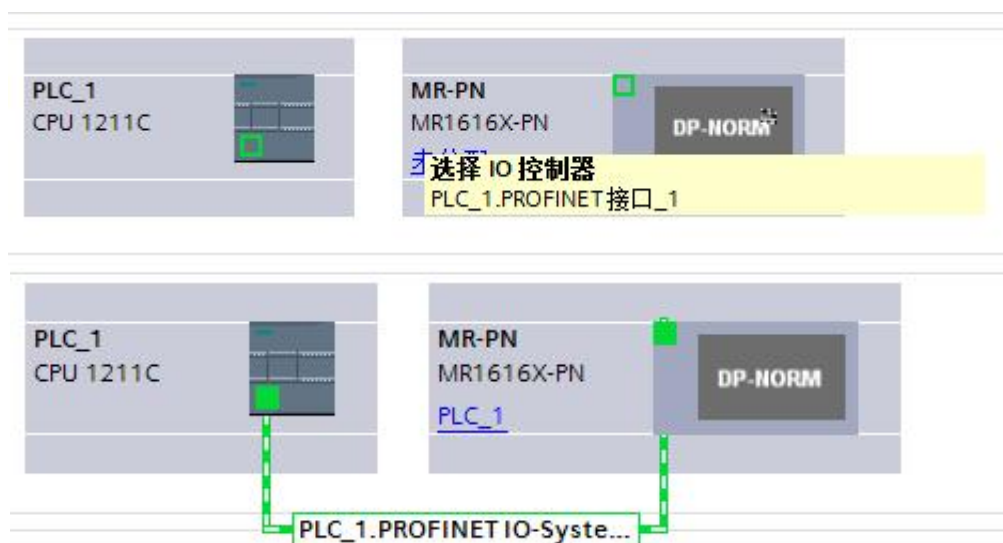 PLC_1
CPU 1211C
MR-PN
MR1616X-PN
DP-NORM
选择 IO 控制器
PLC_1.PROFINET接口_1
PLC_1
CPU 1211C
MR-PN
MR1616X-PN
PLC_1
DP-NORM
PLC_1.PROFINET IO-Syste...